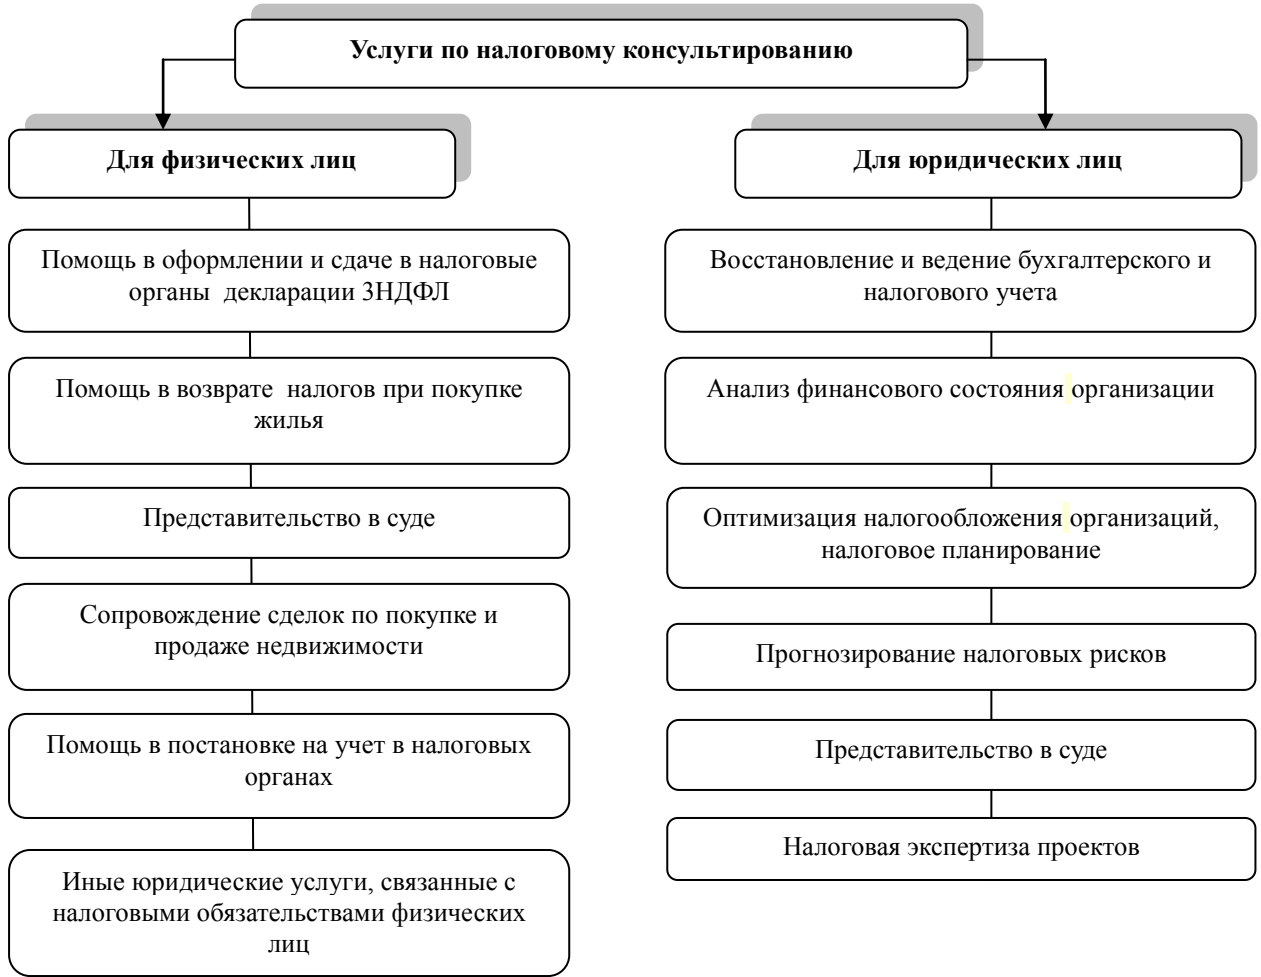 Услуги по налоговому консультированию
Для физических лиц
Помощь в оформлении и сдаче в налоговые
органы декларации 3НДФЛ
Помощь в возврате налогов при покупке
жилья
Представительство в суде
Сопровождение сделок по покупке и
продаже недвижимости
Помощь в постановке на учет в налоговых
органах
Иные юридические услуги, связанные с
налоговыми обязательствами физических
лиц
Для юридических лиц
Восстановление и ведение бухгалтерского и
налогового учета
Анализ финансового состояния организации
Оптимизация налогообложения организаций,
налоговое планирование
Прогнозирование налоговых рисков
Представительство в суде
Налоговая экспертиза проектов